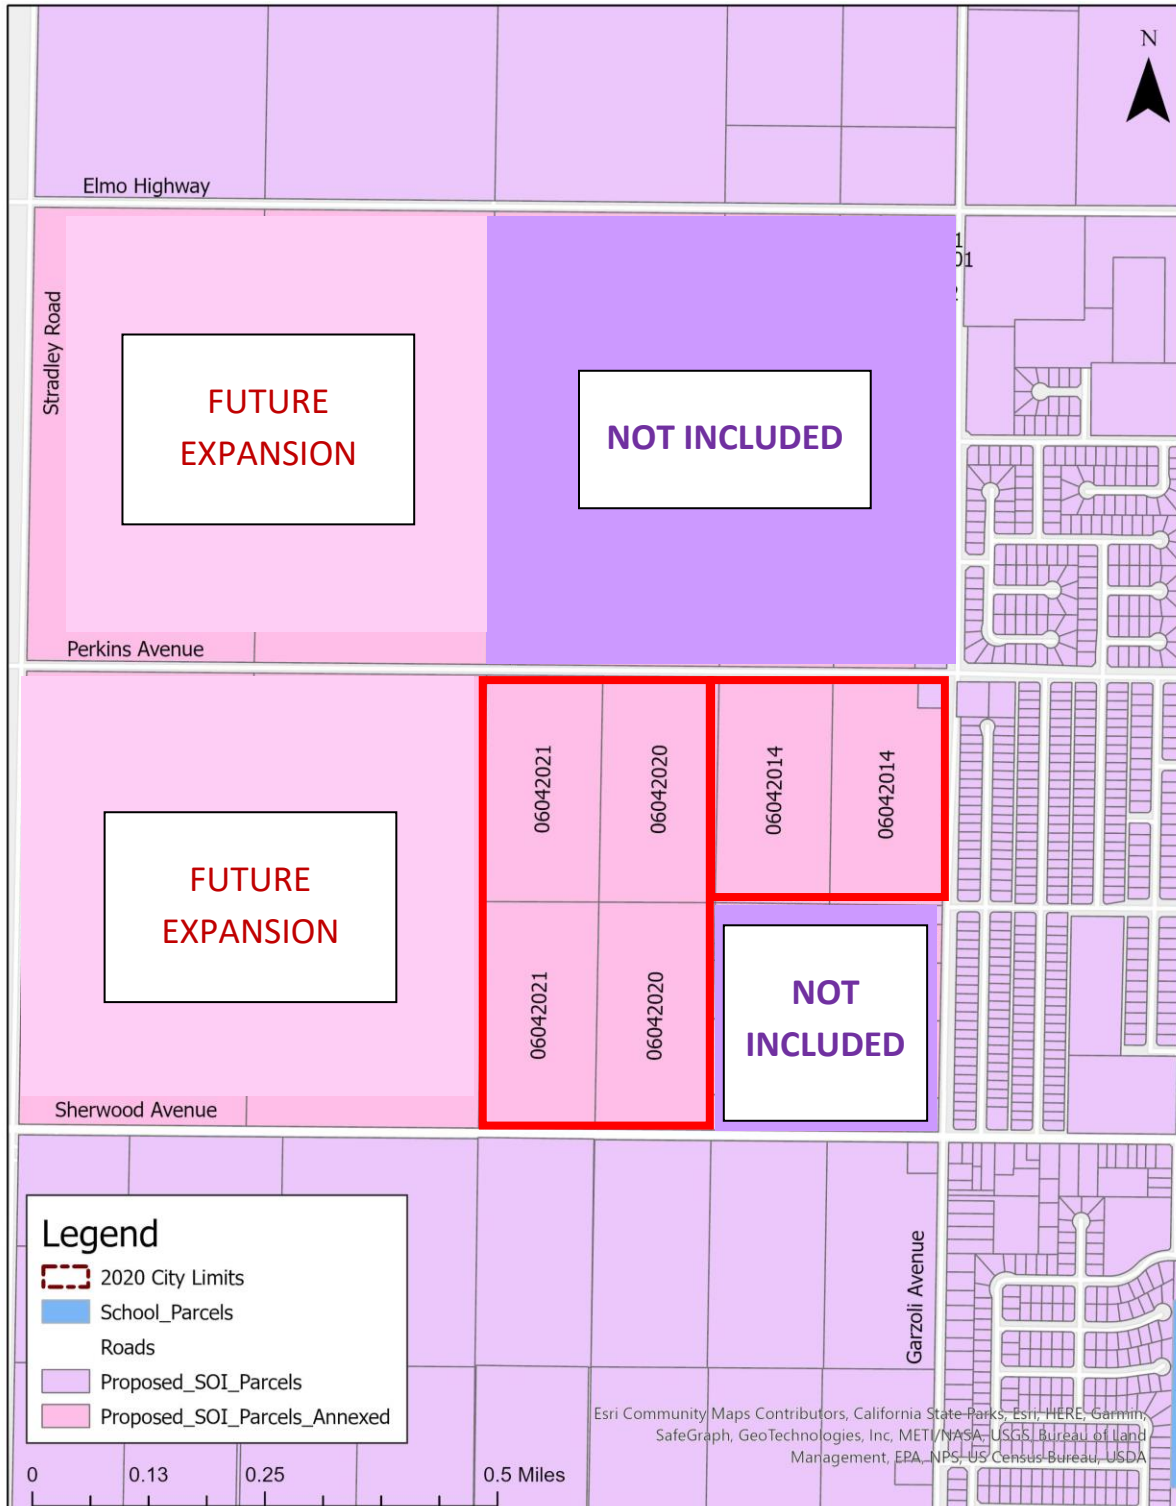 N
Elmo Highway
1
01
2
Stradley Road
FUTURE
EXPANSION
NOT INCLUDED
Perkins Avenue
06042021
06042020
06042014
06042014
FUTURE
EXPANSION
06042021
06042020
NOT
INCLUDED
Sherwood Avenue
Garzoli Avenue
Legend
2020 City Limits
School_Parcels
Roads
Proposed_SOI_Parcels
Proposed_SOI_Parcels_Annexed
Esri Community Maps Contributors, California State Parks, Esri, HERE, Garmin,
SafeGraph, GeoTechnologies, Inc, METI/NASA, USGS, Bureau of Land
Management, EPA, NPS, US Census Bureau, USDA
0 0.13 0.25 0.5 Miles